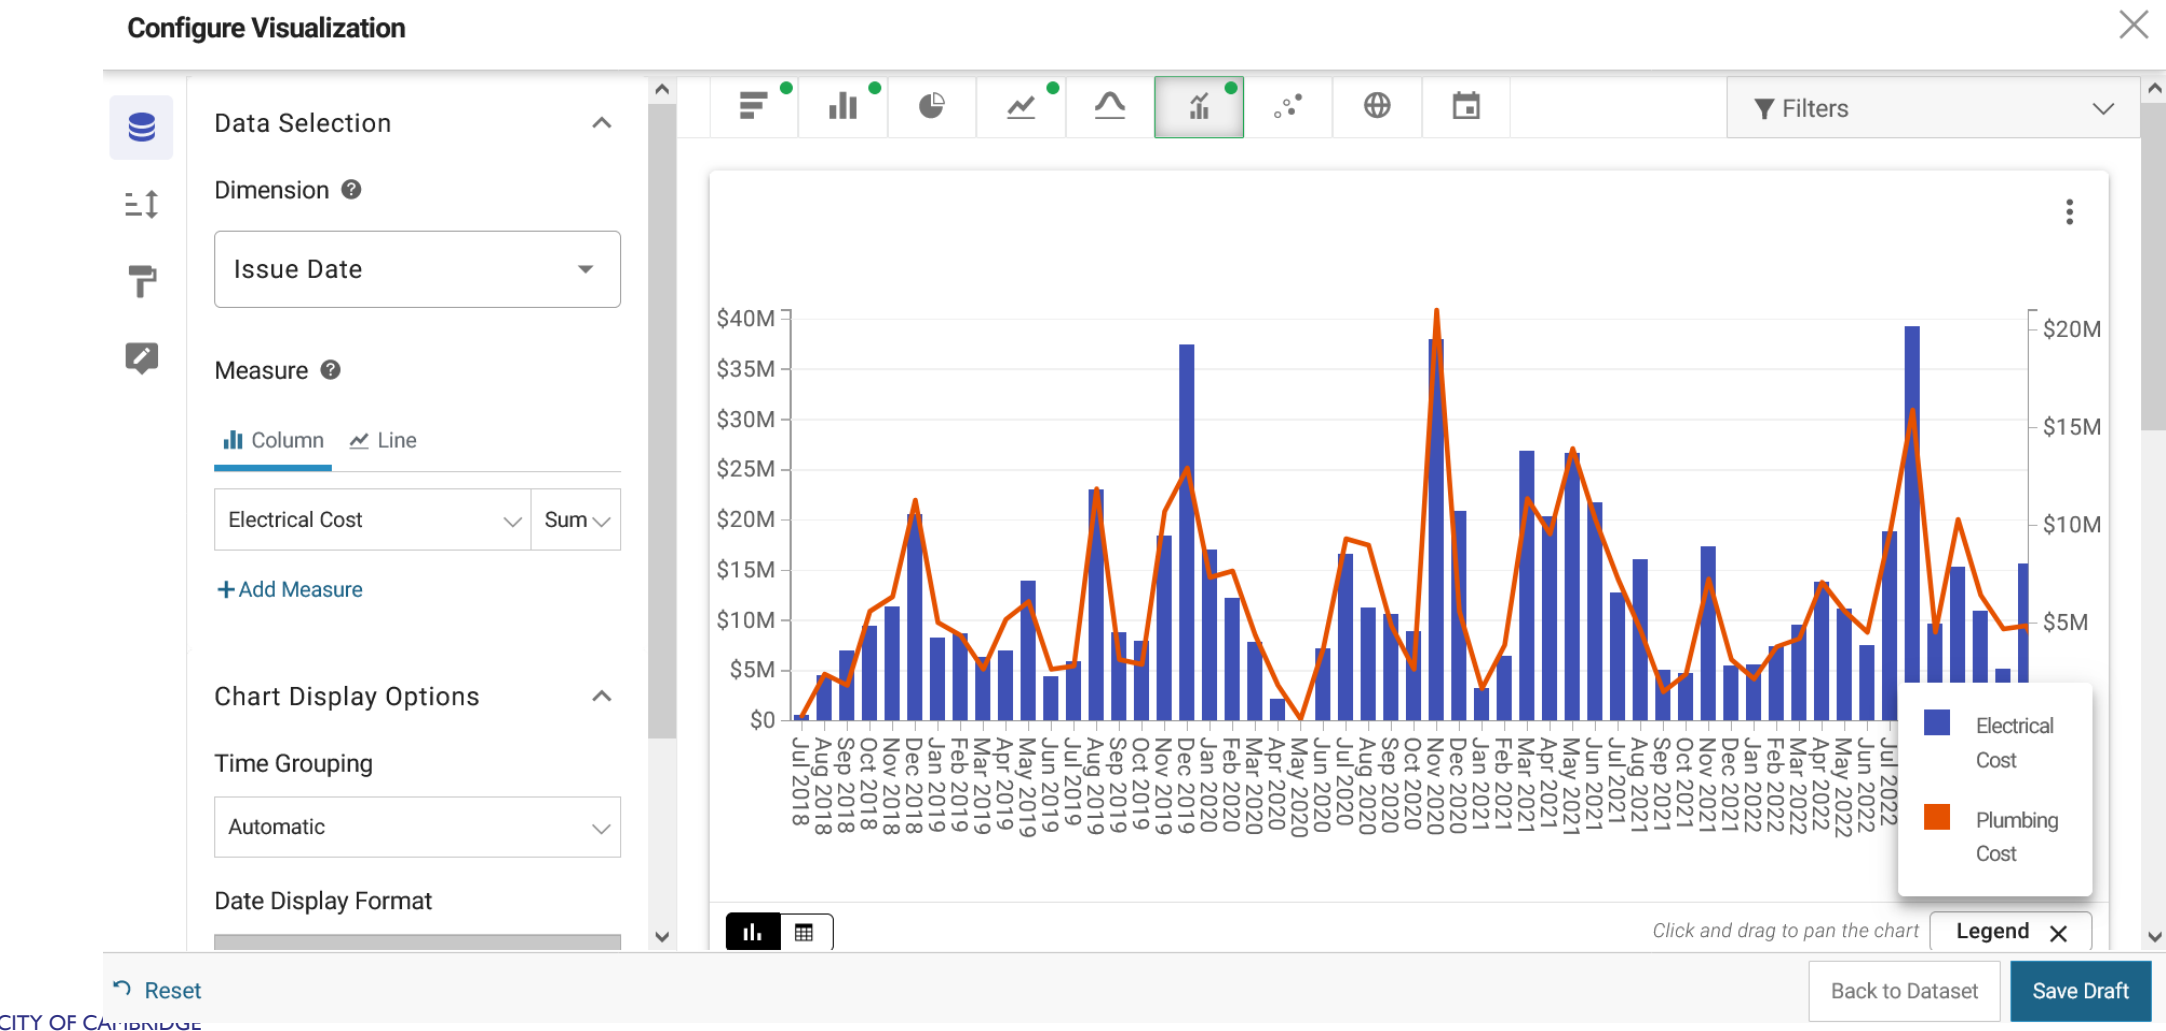 Configure Visualization
Data Selection
Dimension
Issue Date
Measure
Column
Line
Electrical Cost
Sum
+Add Measure
Chart Display Options
Time Grouping
Automatic
Date Display Format
Filters
$40M
$35M
$30M
$25M
$20M
$15M
$10M
$5M
$0
$20M
$15M
$10M
$5M
Jul 2018
Aug 2018
Sep 2018
Oct 2018
Nov 2018
Dec 2018
Jan 2019
Feb 2019
Mar 2019
Apr 2019
May 2019
Jun 2019
Jul 2019
Aug 2019
Sep 2019
Oct 2019
Nov 2019
Dec 2019
Jan 2020
Feb 2020
Mar 2020
Apr 2020
May 2020
Jun 2020
Jul 2020
Aug 2020
Sep 2020
Oct 2020
Nov 2020
Dec 2020
Jan 2021
Feb 2021
Mar 2021
Apr 2021
May 2021
Jun 2021
Jul 2021
Aug 2021
Sep 2021
Oct 2021
Nov 2021
Dec 2021
Jan 2022
Feb 2022
Mar 2022
Apr 2022
May 2022
Jun 2022
Jul 2022
Electrical
Cost
Plumbing
Cost
Click and drag to pan the chart
Legend
Reset
Back to Dataset
Save Draft
CITY OF CAMBRIDGE